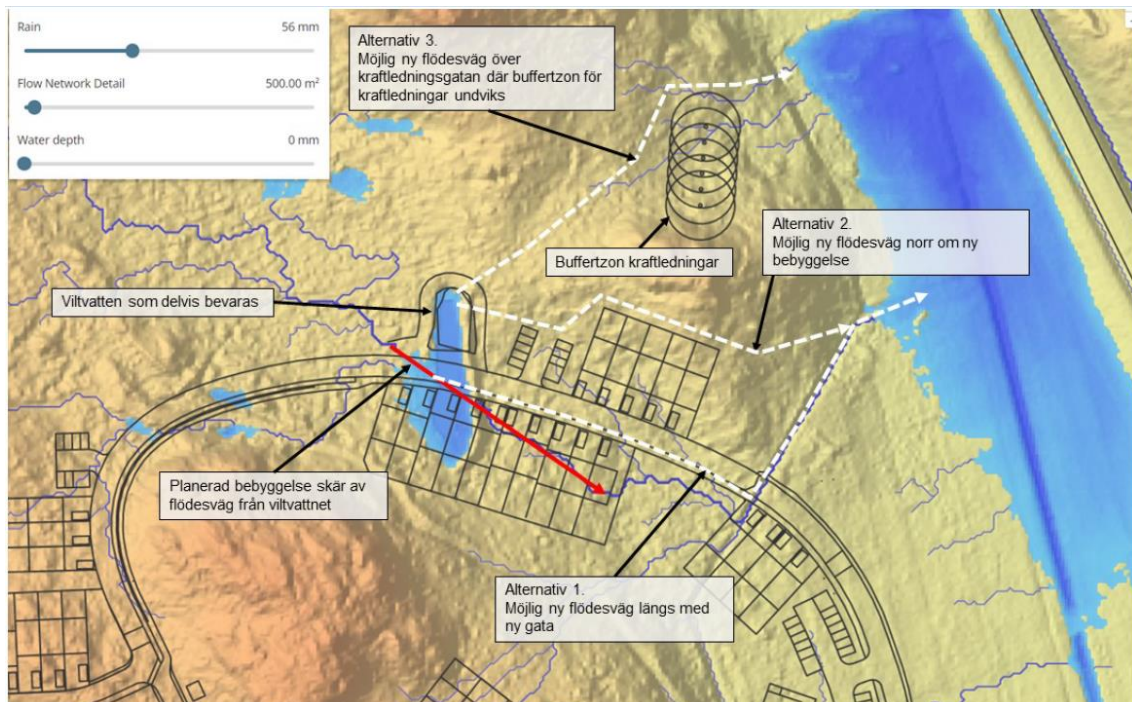 Rain 56 mm
Flow Network Detail 500.00 m²
Water depth 0 mm
Alternativ 3.
Möjlig ny flödesväg över
kraftledningsgatan där buffertzon för
kraftledningar undviks
Alternativ 2.
Möjlig ny flödesväg norr om ny
bebyggelse
Buffertzon kraftledningar
Viltvatten som delvis bevaras
Planerad bebyggelse skär av
flödesväg från viltvattnet
Alternativ 1.
Möjlig ny flödesväg längs med
ny gata